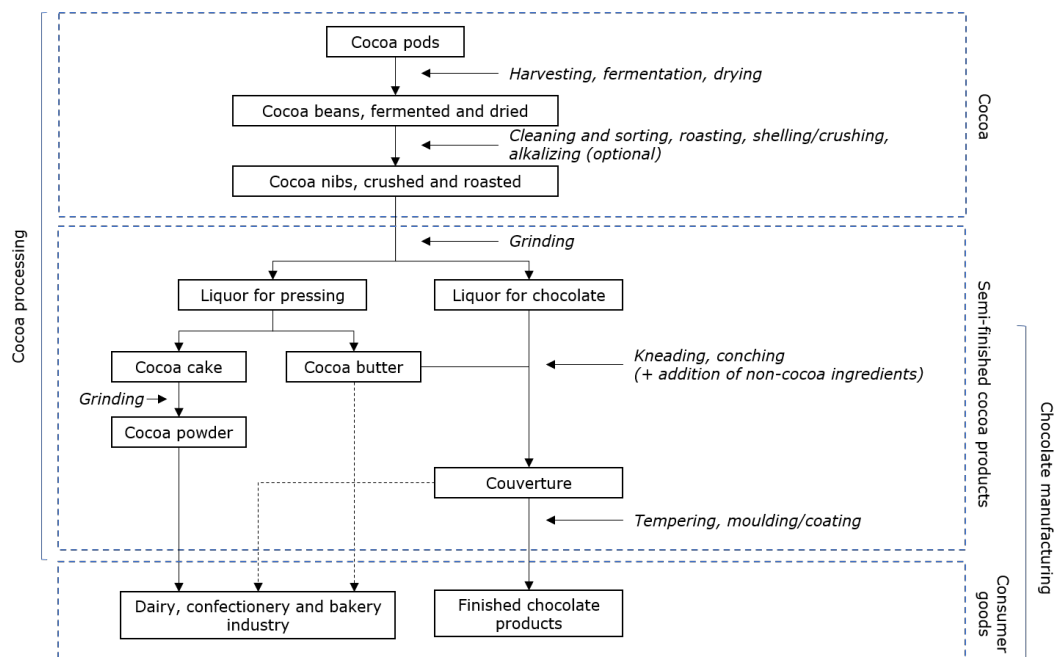 Cocoa pods
Harvesting, fermentation, drying
Cocoa beans, fermented and dried
Cleaning and sorting, roasting, shelling/crushing,
alkalizing (optional)
Cocoa nibs, crushed and roasted
Cocoa
Cocoa processing
Grinding
Liquor for pressing
Liquor for chocolate
Cocoa cake
Cocoa butter
Kneading, conching
(+ addition of non-cocoa ingredients)
Grinding
Cocoa powder
Couverture
Tempering, moulding/coating
Semi-finished cocoa products
Chocolate manufacturing
Dairy, confectionery and bakery
industry
Finished chocolate
products
Consumer
goods